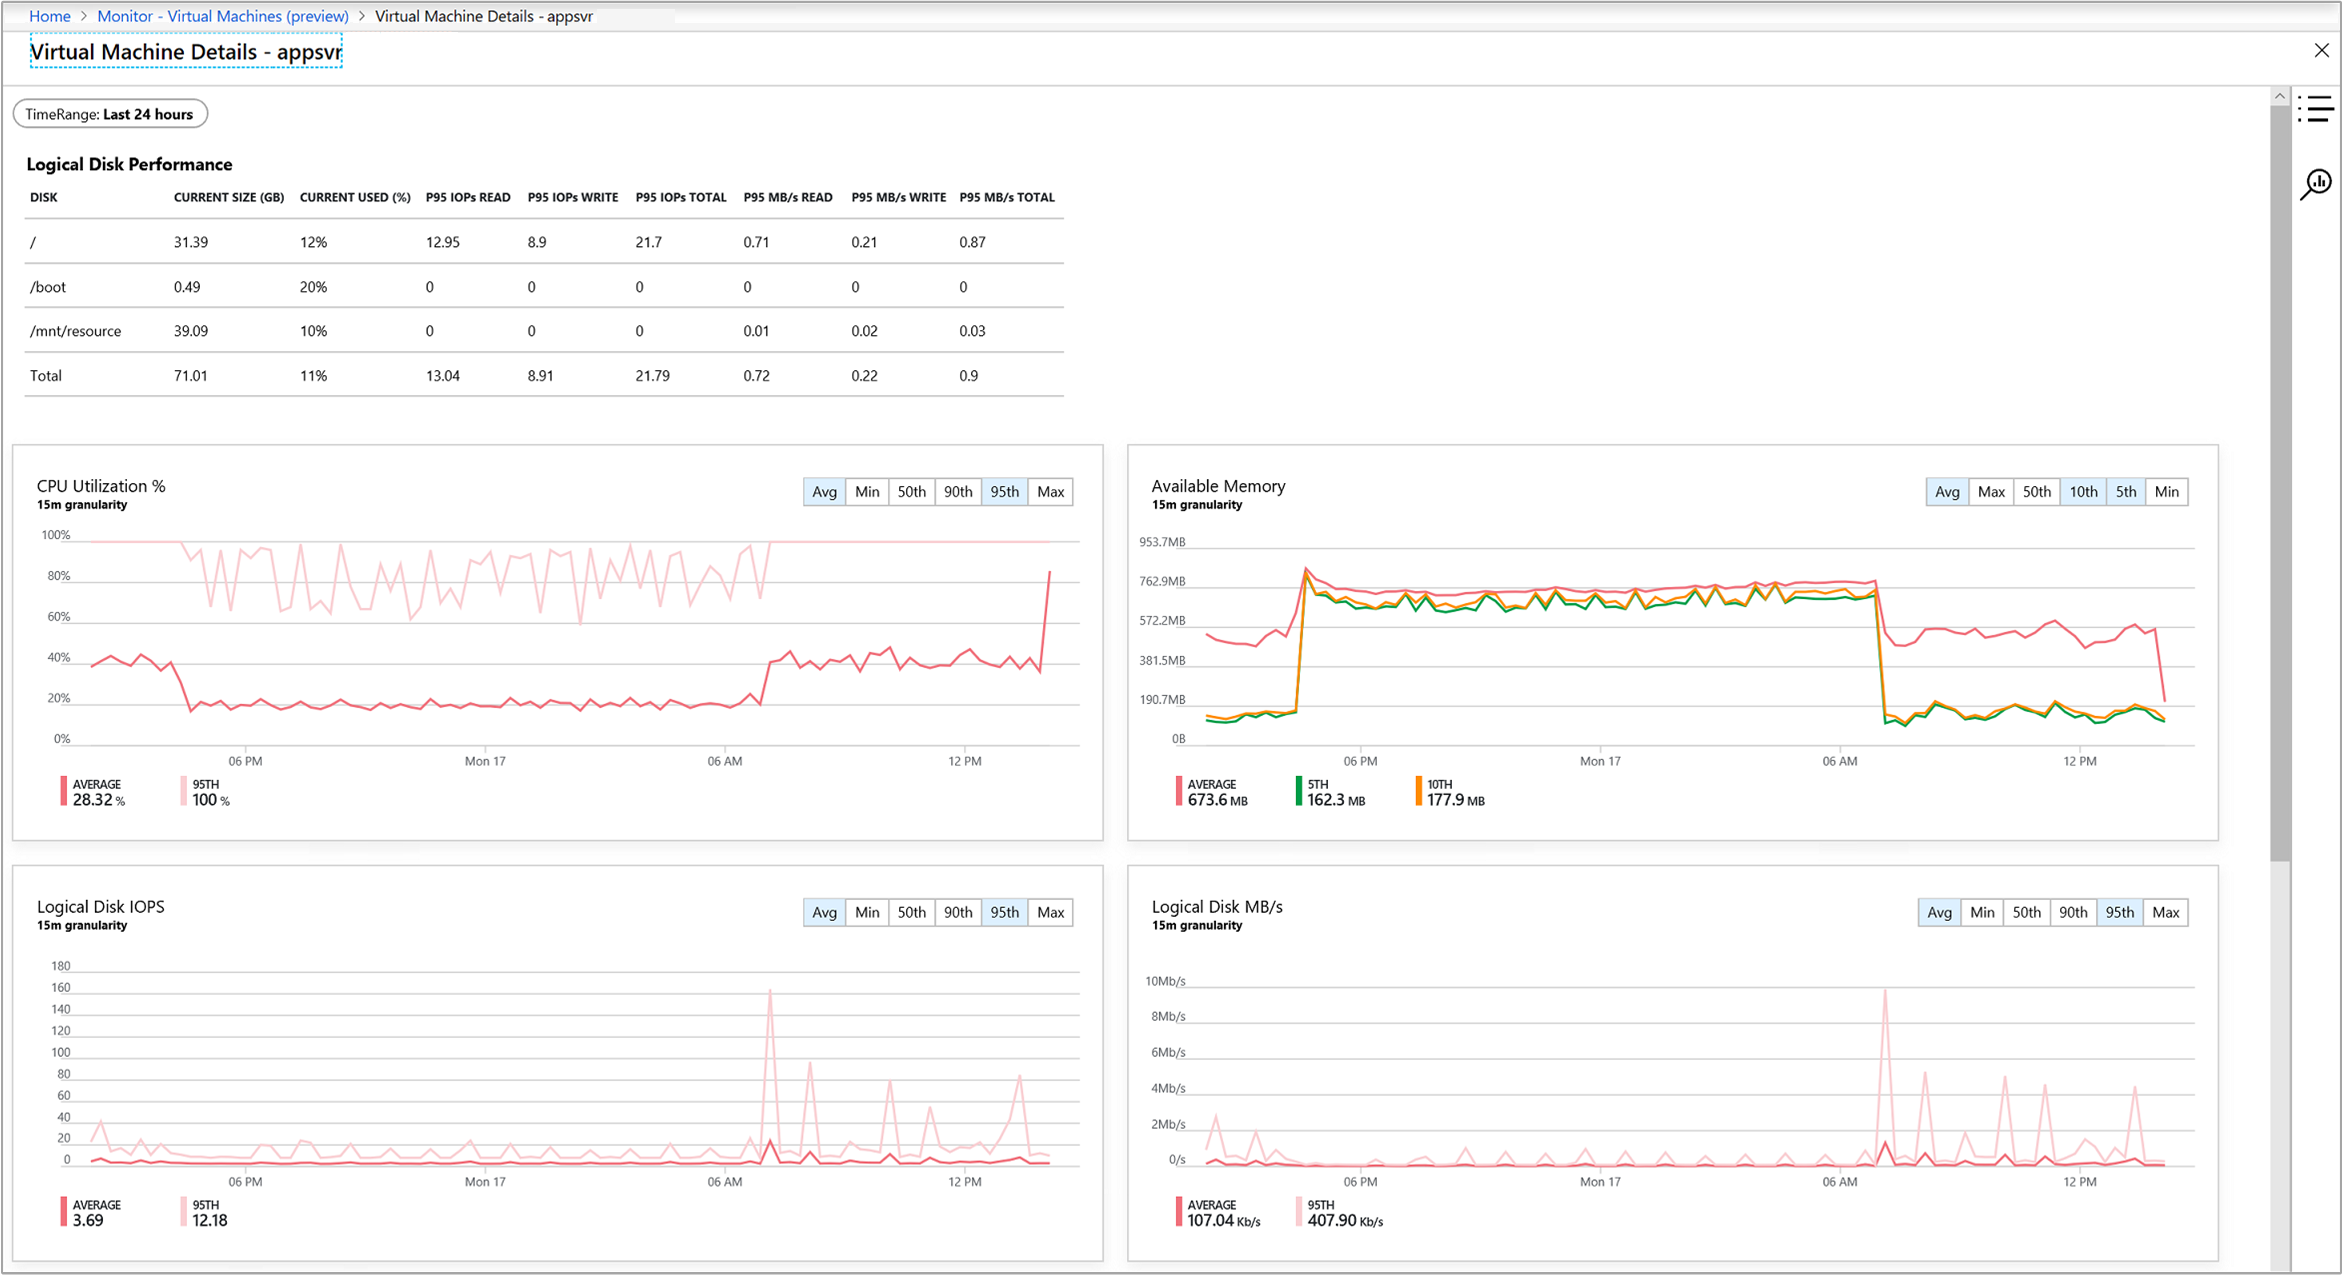 Home > Monitor - Virtual Machines (preview) > Virtual Machine Details - appsvr
Virtual Machine Details - appsvr
TimeRange: Last 24 hours
Logical Disk Performance
DISK CURRENT SIZE (GB) CURRENT USED (%) P95 IOPs READ P95 IOPs WRITE P95 IOPs TOTAL P95 MB/s READ P95 MB/s WRITE P95 MB/s TOTAL
/ 31.39 12% 12.95 8.9 21.7 0.71 0.21 0.87
/boot 0.49 20% 0 0 0 0 0 0
/mnt/resource 39.09 10% 0 0 0 0.01 0.02 0.03
Total 71.01 11% 13.04 8.91 21.79 0.72 0.22 0.9
CPU Utilization %
15m granularity
Avg Min 50th 90th 95th Max
100%
80%
60%
40%
20%
0%
06 PM Mon 17 06 AM 12 PM
AVERAGE 95TH
28.32 % 100 %
Available Memory
15m granularity
Avg Max 50th 10th 5th Min
953.7MB
762.9MB
572.2MB
381.5MB
190.7MB
0B
06 PM Mon 17 06 AM 12 PM
AVERAGE 5TH 10TH
673.6 MB 162.3 MB 177.9 MB
Logical Disk IOPS
15m granularity
Avg Min 50th 90th 95th Max
180
160
140
120
100
80
60
40
20
0
06 PM Mon 17 06 AM 12 PM
AVERAGE 95TH
3.69 12.18
Logical Disk MB/s
15m granularity
Avg Min 50th 90th 95th Max
10Mb/s
8Mb/s
6Mb/s
4Mb/s
2Mb/s
0/s
06 PM Mon 17 06 AM 12 PM
AVERAGE 95TH
107.04 Kb/s 407.90 Kb/s